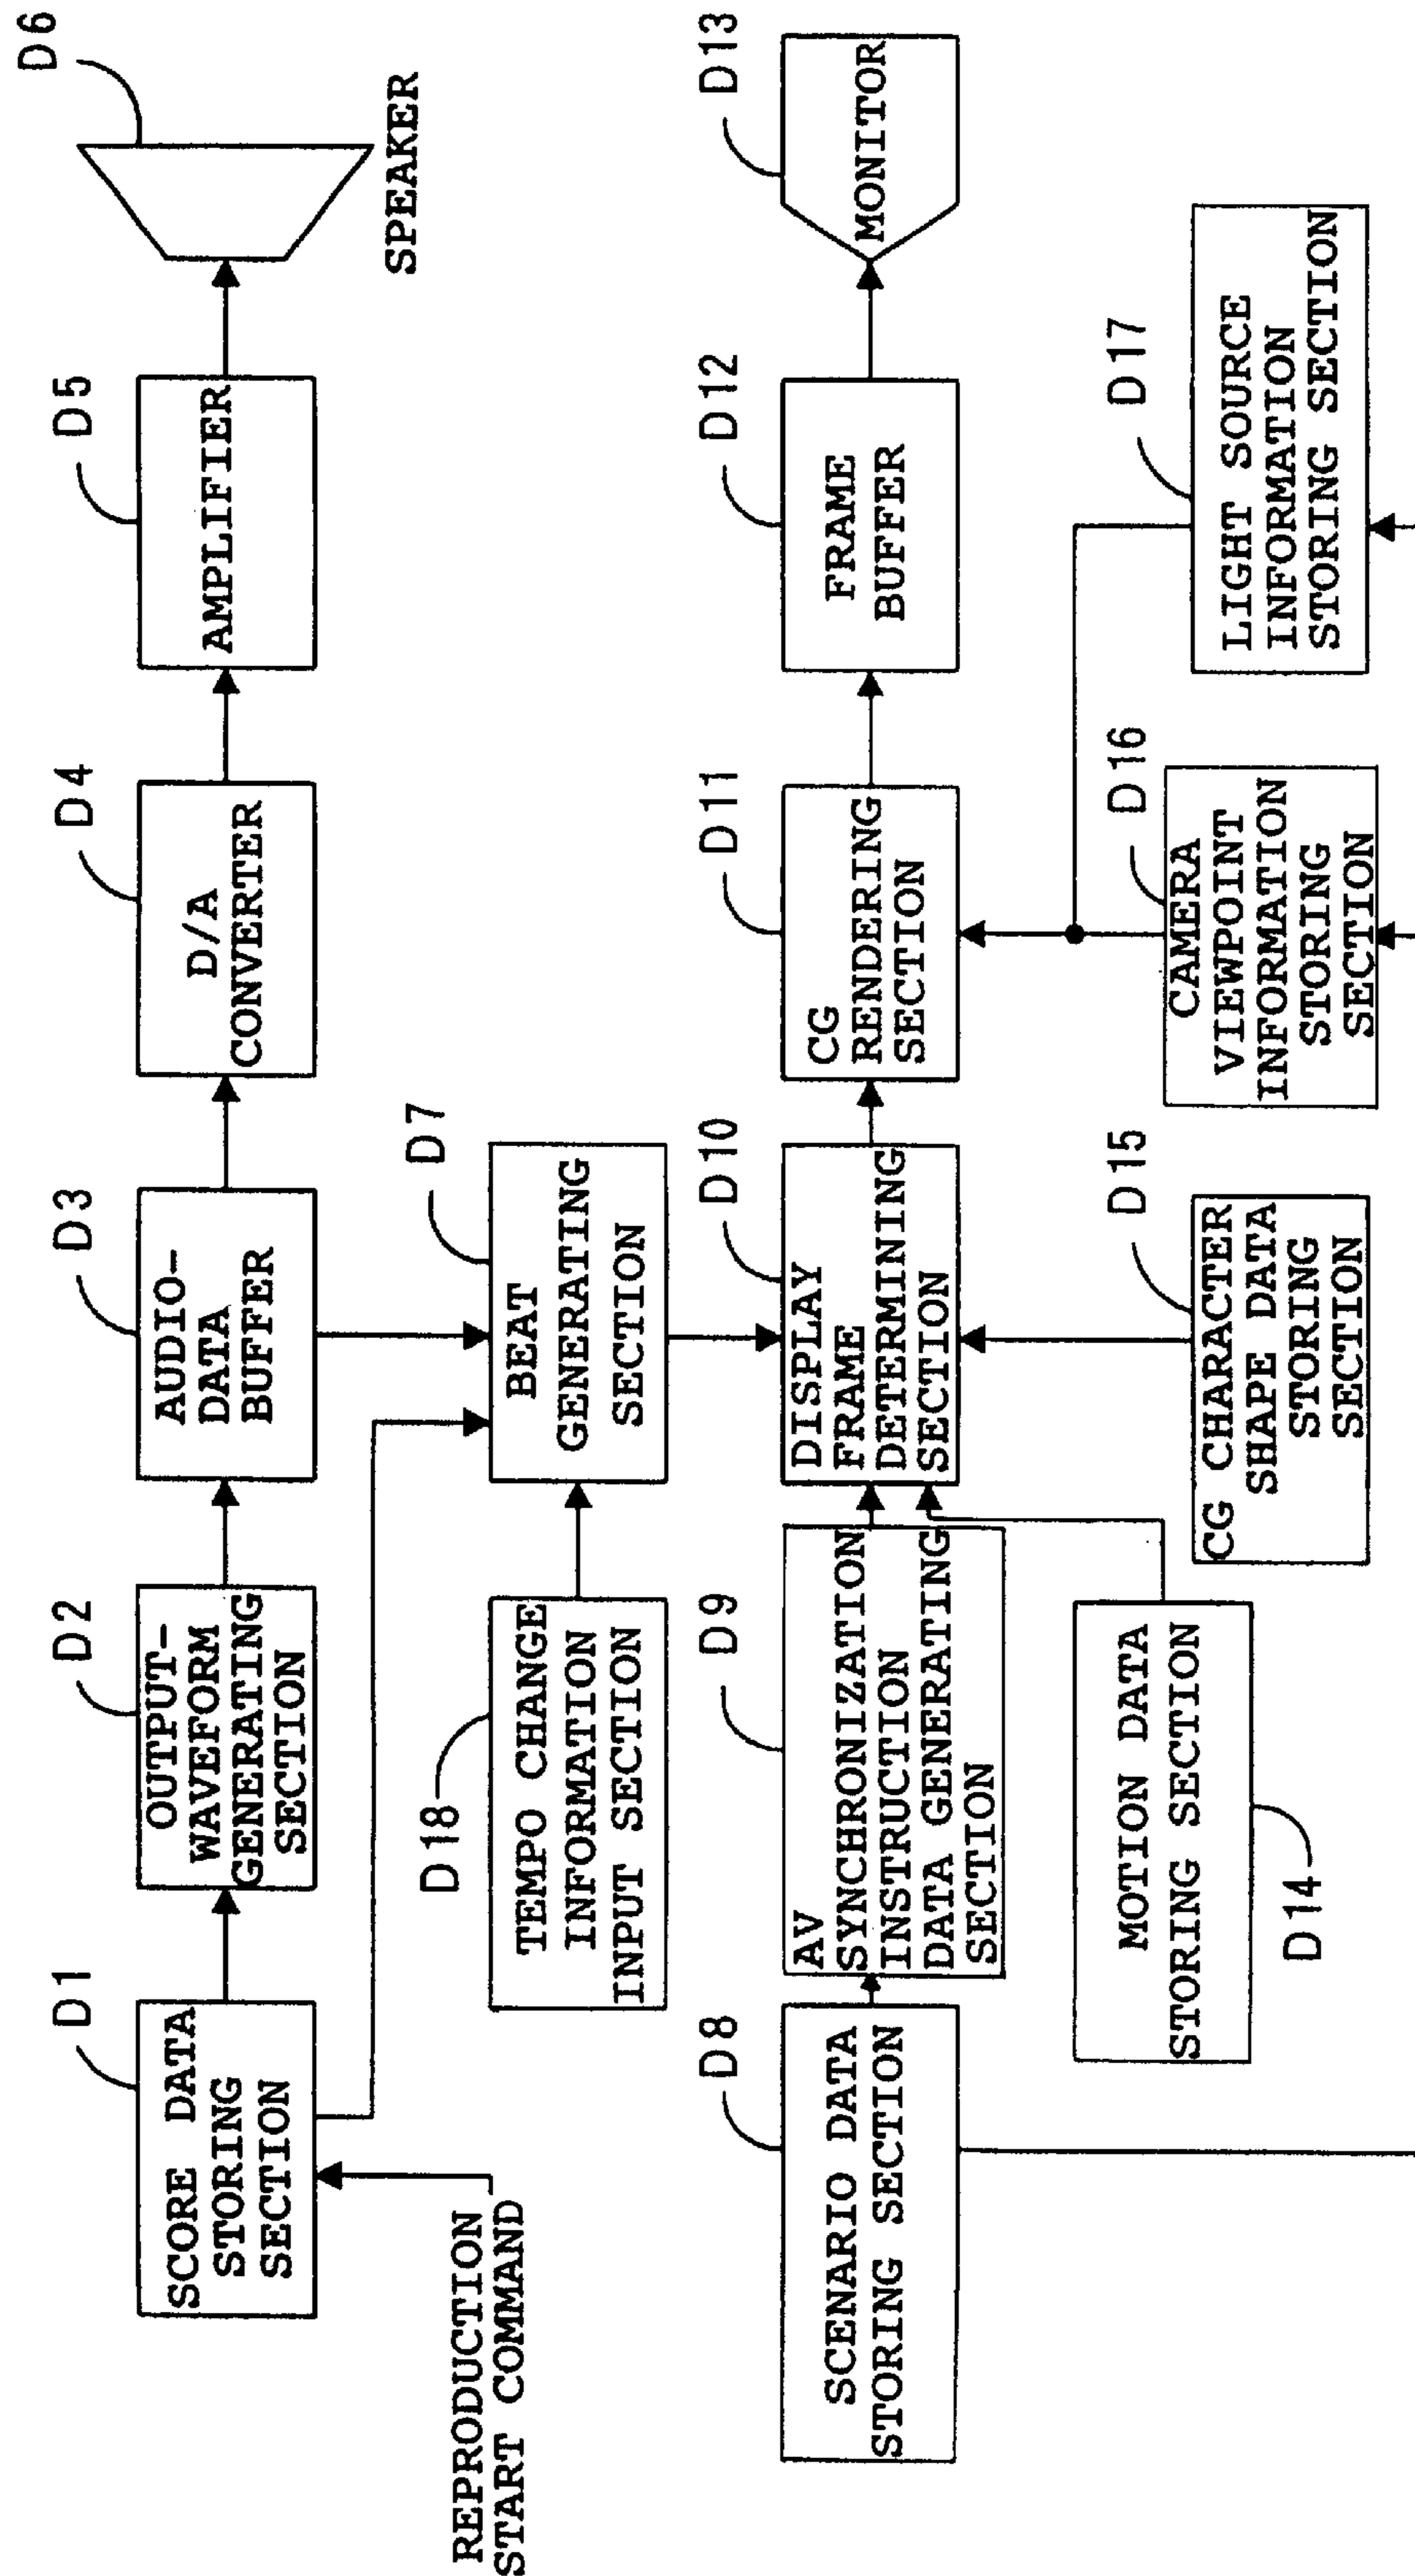 D1
SCORE DATA
STORING
SECTION
D2
OUTPUT-
WAVEFORM
GENERATING
SECTION
D3
AUDIO-
DATA
BUFFER
D4
D/A
CONVERTER
D5
AMPLIFIER
D6
SPEAKER
REPRODUCTION
START COMMAND
D18
TEMPO CHANGE
INFORMATION
INPUT SECTION
D7
BEAT
GENERATING
SECTION
D8
SCENARIO DATA
STORING SECTION
D9
AV
SYNCHRONIZATION
INSTRUCTION
DATA GENERATING
SECTION
D10
DISPLAY
FRAME
DETERMINING
SECTION
D11
CG
RENDERING
SECTION
D12
FRAME
BUFFER
D13
MONITOR
MOTION DATA
STORING SECTION
D14
D15
CG CHARACTER
SHAPE DATA
STORING
SECTION
D16
CAMERA
VIEWPOINT
INFORMATION
STORING
SECTION
D17
LIGHT SOURCE
INFORMATION
STORING SECTION